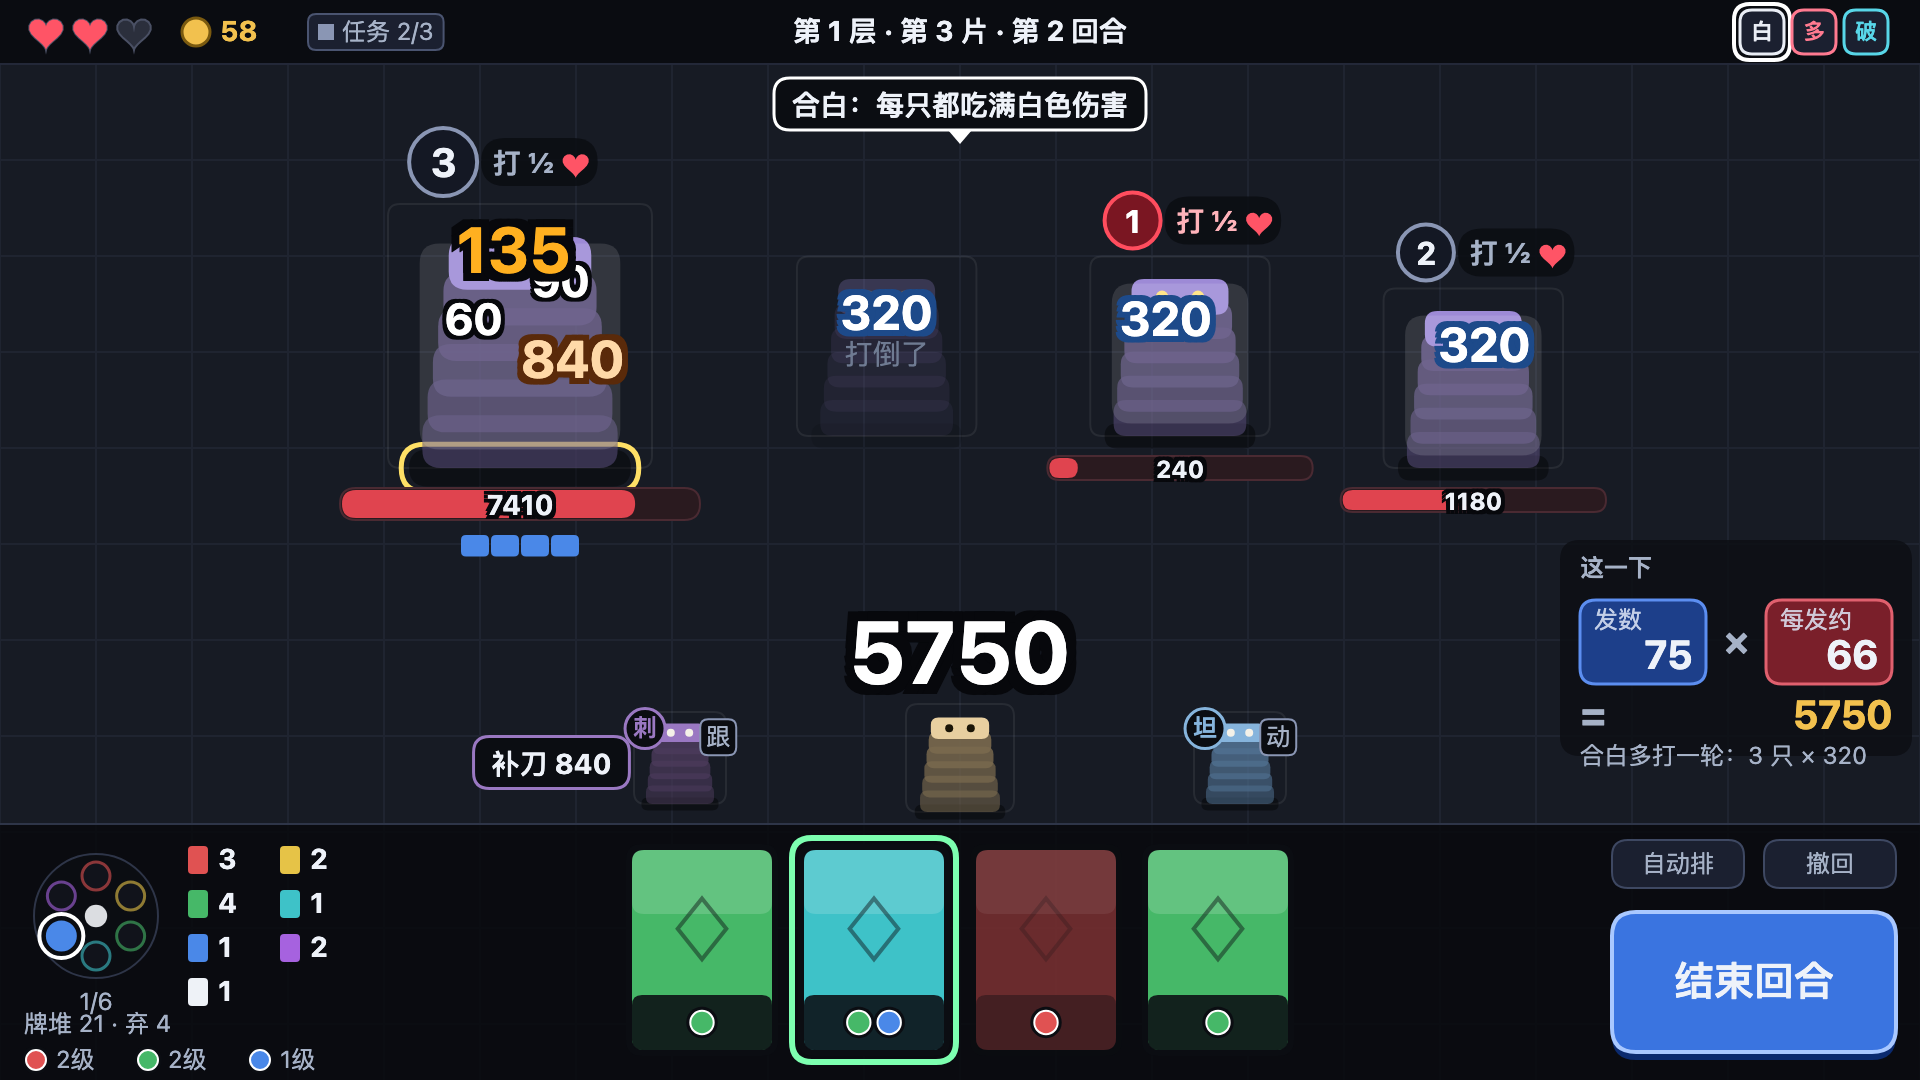 58
任务 2/3
第 1 层 · 第 3 片 · 第 2 回合
白
多
破
合白：每只都吃满白色伤害
3
打 ½
135
90
60
840
7410
320
打倒了
1
打 ½
320
240
2
打 ½
320
1180
这一下
发数
75
×
每发约
66
=
5750
合白多打一轮：3 只 × 320
5750
补刀 840
刺
跟
坦
动
3
2
4
1
1
2
1
1/6
牌堆 21 · 弃 4
2级
2级
1级
自动排
撤回
结束回合